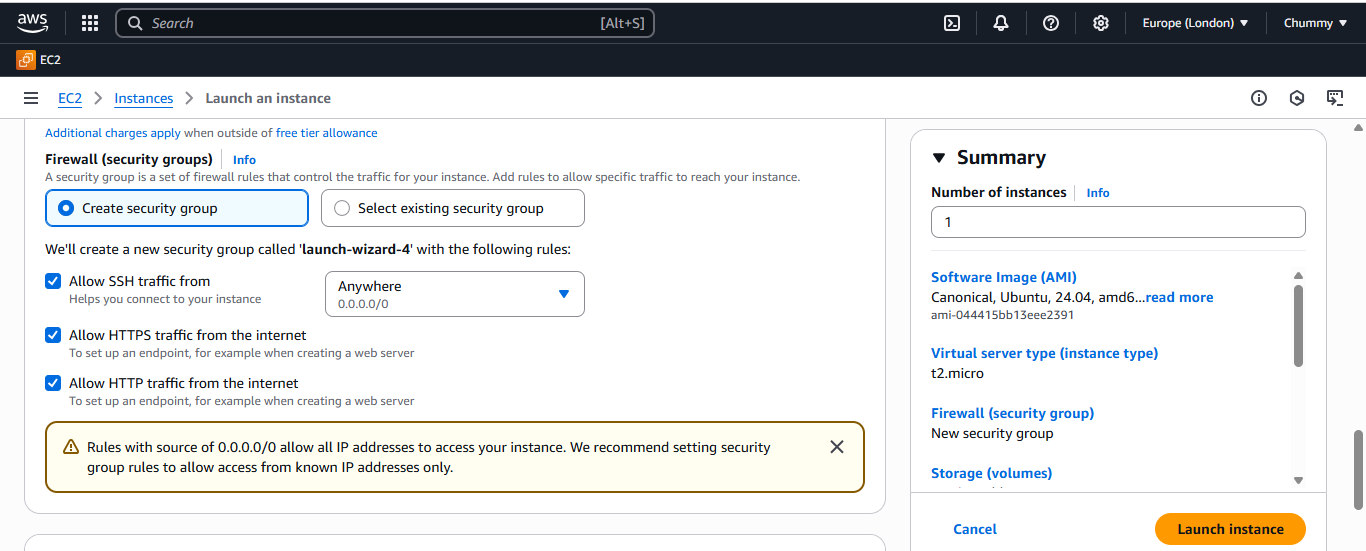 aws
Search [Alt+S] Europe (London) Chummy
EC2
EC2 > Instances > Launch an instance
Additional charges apply when outside of free tier allowance
Firewall (security groups) Info
A security group is a set of firewall rules that control the traffic for your instance. Add rules to allow specific traffic to reach your instance.
Create security group
Select existing security group
We'll create a new security group called 'launch-wizard-4' with the following rules:
Allow SSH traffic from
Helps you connect to your instance
Anywhere
0.0.0.0/0
Allow HTTPS traffic from the internet
To set up an endpoint, for example when creating a web server
Allow HTTP traffic from the internet
To set up an endpoint, for example when creating a web server
Rules with source of 0.0.0.0/0 allow all IP addresses to access your instance. We recommend setting security
group rules to allow access from known IP addresses only.
Summary
Number of instances Info
1
Software Image (AMI)
Canonical, Ubuntu, 24.04, amd6...read more
ami-044415bb13eee2391
Virtual server type (instance type)
t2.micro
Firewall (security group)
New security group
Storage (volumes)
Cancel
Launch instance